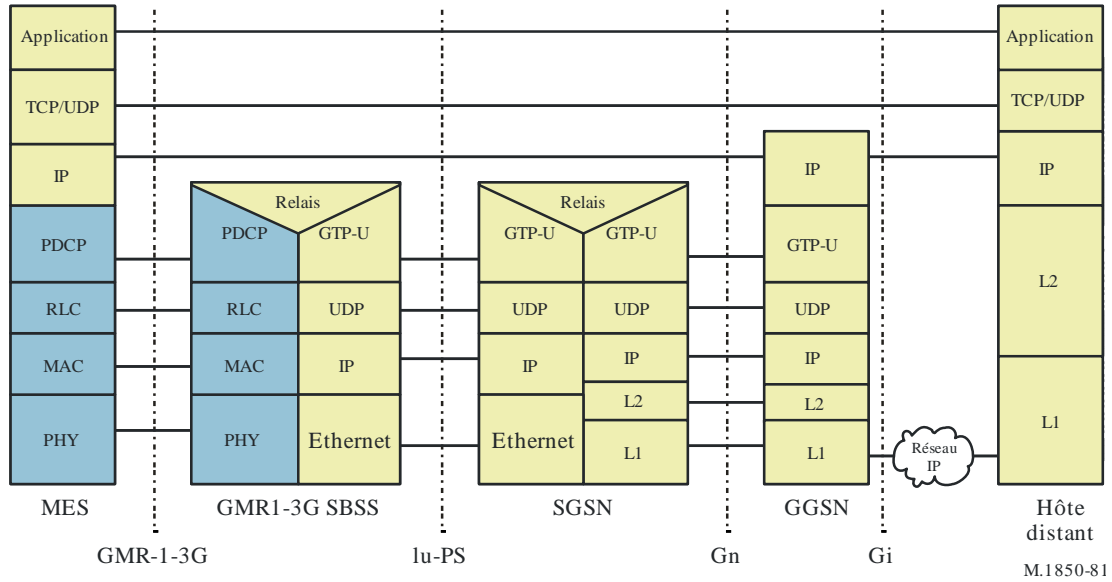 Application
Application
TCP/UDP
TCP/UDP
IP
IP
IP
Relais
Relais
PDCP
PDCP
GTP-U
GTP-U
GTP-U
GTP-U
L2
RLC
RLC
UDP
UDP
UDP
UDP
MAC
MAC
IP
IP
IP
IP
L2
L2
PHY
PHY
Ethernet
Ethernet
L1
L1
L1
Réseau
IP
MES
GMR1-3G SBSS
SGSN
GGSN
Hôte
distant
GMR-1-3G
lu-PS
Gn
Gi
M.1850-81